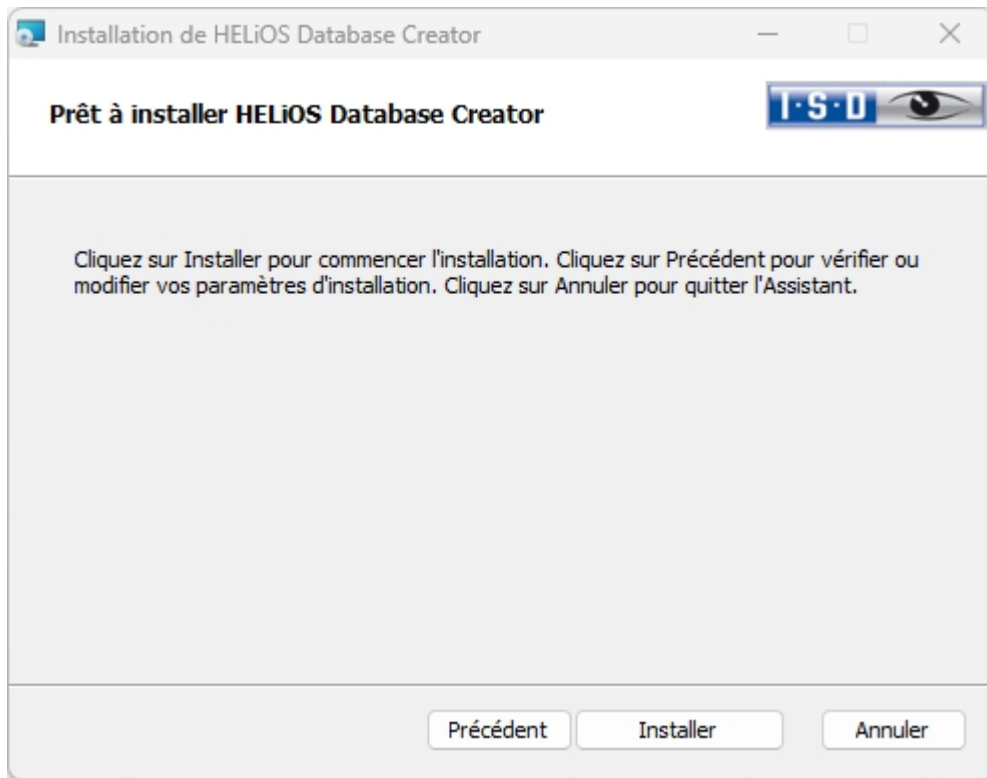 Installation de HELiOS Database Creator
Prêt à installer HELiOS Database Creator
I·S·D
Cliquez sur Installer pour commencer l'installation. Cliquez sur Précédent pour vérifier ou
modifier vos paramètres d'installation. Cliquez sur Annuler pour quitter l'Assistant.
Précédent
Installer
Annuler